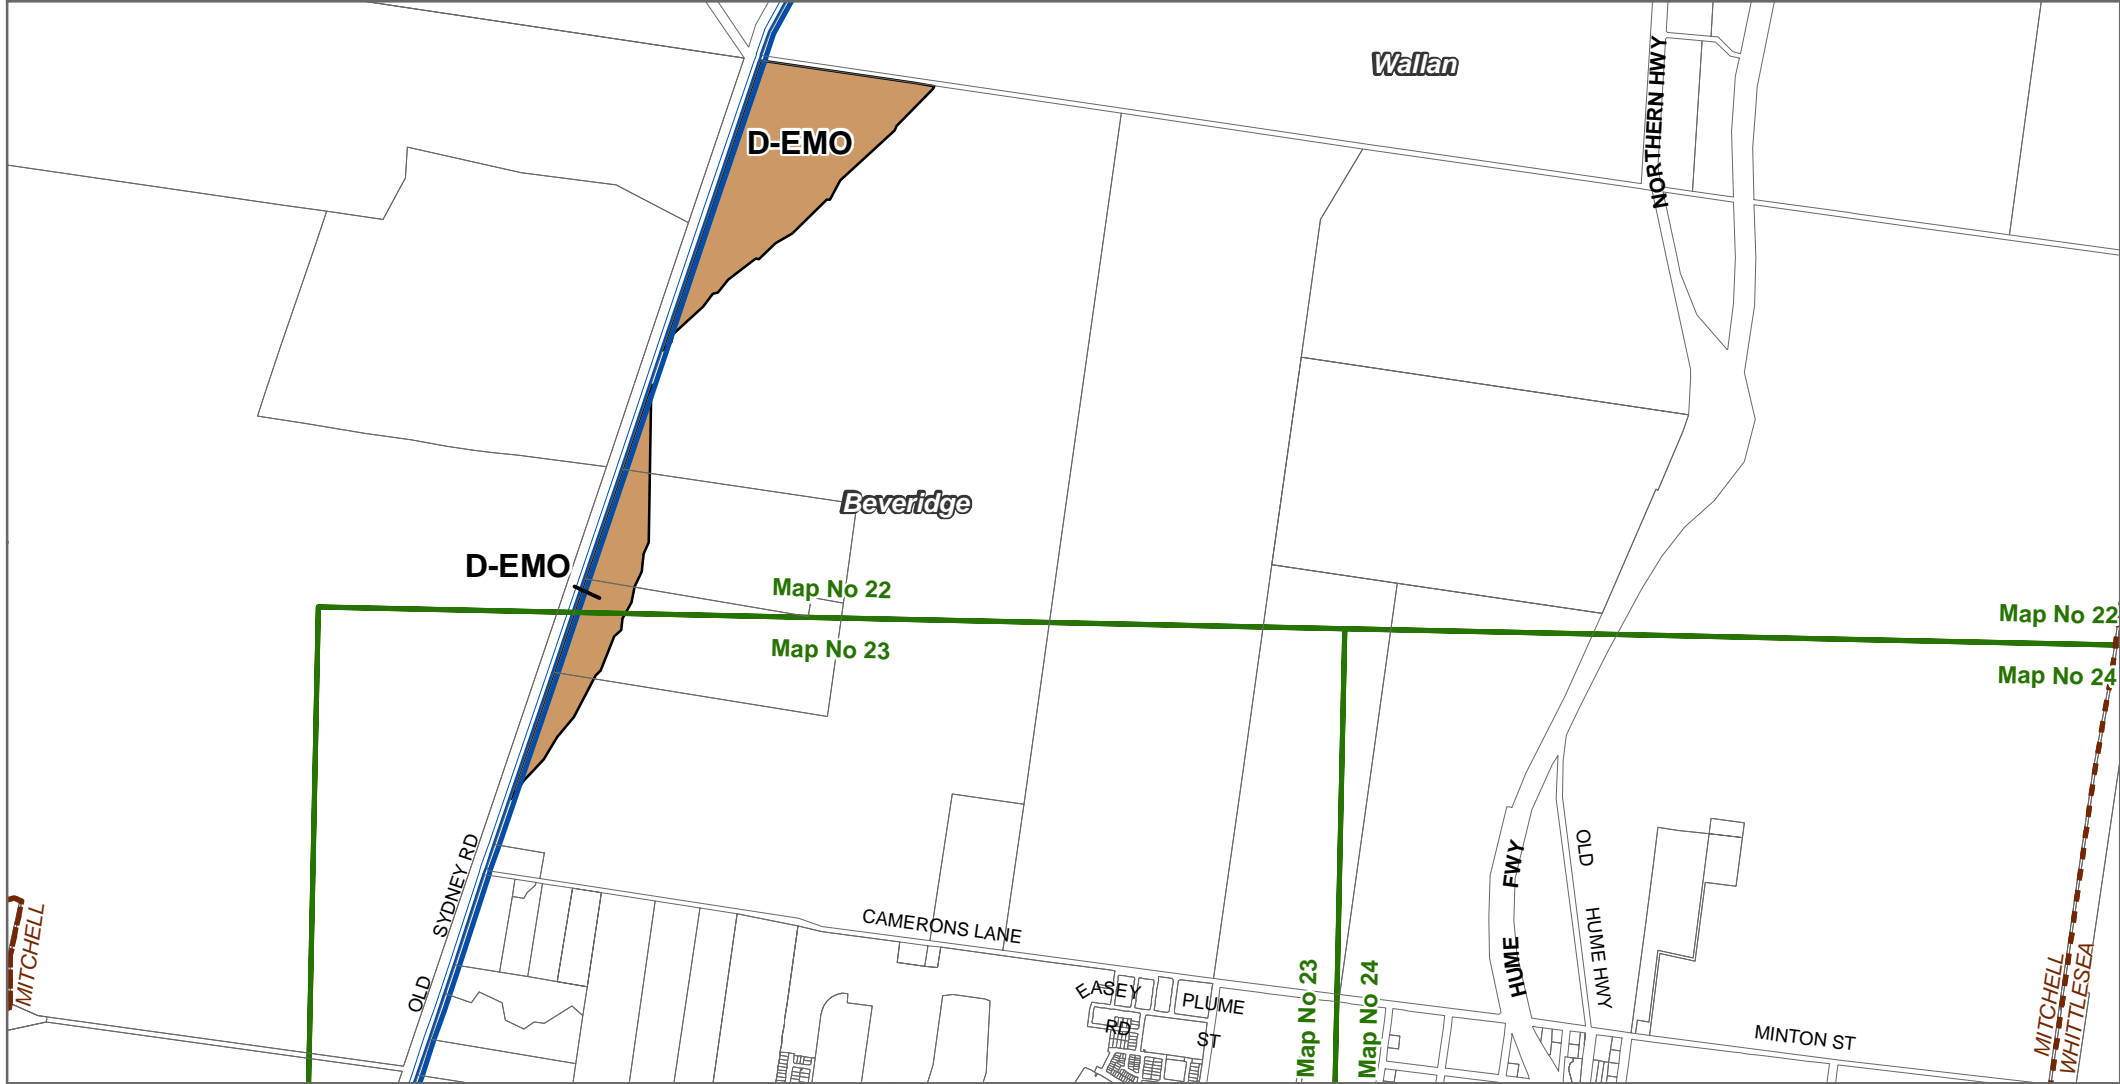 Wallan
NORTHERN HWY
D-EMO
Beveridge
D-EMO
Map No 22
Map No 23
Map No 22
Map No 24
SYDNEY RD
OLD
CAMERONS LANE
HUME FWY
OLD HUME HWY
MITCHELL
EASEY
RD
PLUME
ST
Map No 23
Map No 24
MINTON ST
MITCHELL
WHITTLESEA